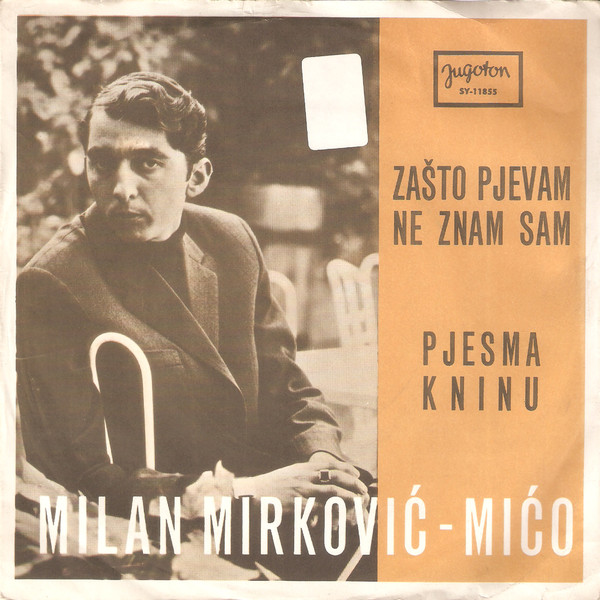 Jugoton
SY-11855
ZAŠTO PJEVAM
NE ZNAM SAM
PJESMA
KNINU
MILAN MIRKOVIĆ - MIĆO